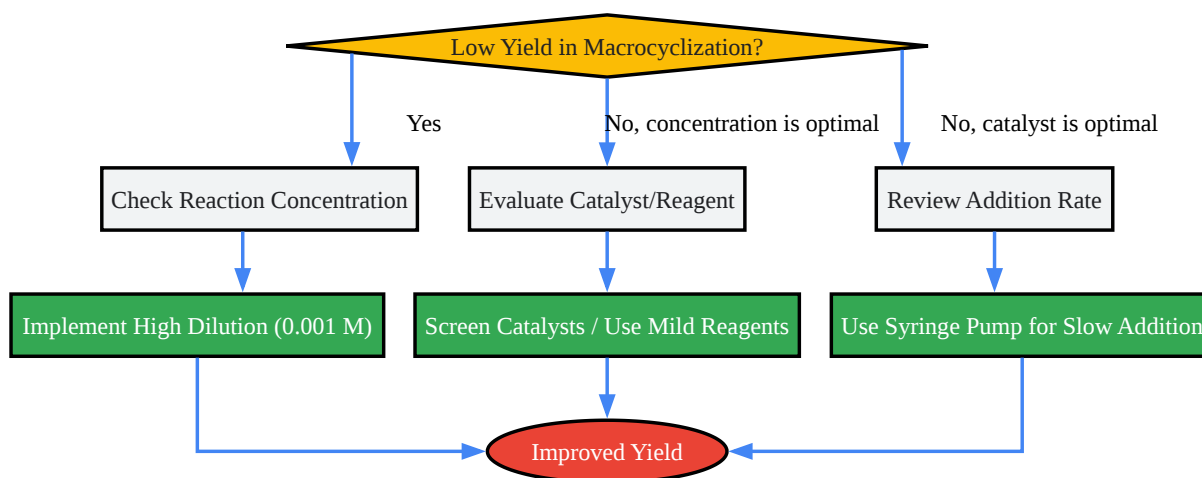 Low Yield in Macrocyclization?
Yes
No, concentration is optimal
No, catalyst is optimal
Check Reaction Concentration
Evaluate Catalyst/Reagent
Review Addition Rate
Implement High Dilution (0.001 M)
Screen Catalysts / Use Mild Reagents
Use Syringe Pump for Slow Addition
Improved Yield